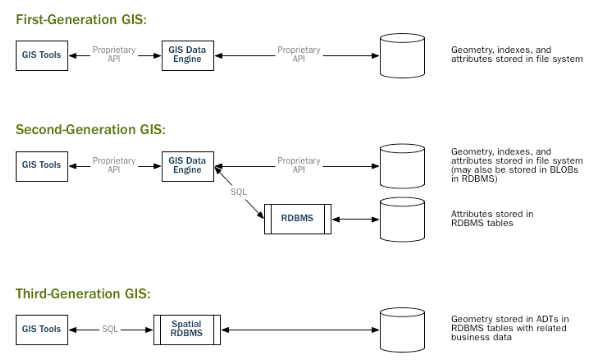 First-Generation GIS:
GIS Tools
Proprietary
API
GIS Data
Engine
Proprietary
API
Geometry, indexes, and
attributes stored in file system
Second-Generation GIS:
GIS Tools
Proprietary
API
GIS Data
Engine
Proprietary
API
Geometry, indexes, and
attributes stored in file system
(may also be stored in BLOBs
in RDBMS)
SQL
RDBMS
Attributes stored in
RDBMS tables
Third-Generation GIS:
GIS Tools
SQL
Spatial
RDBMS
Geometry stored in ADTs in
RDBMS tables with related
business data